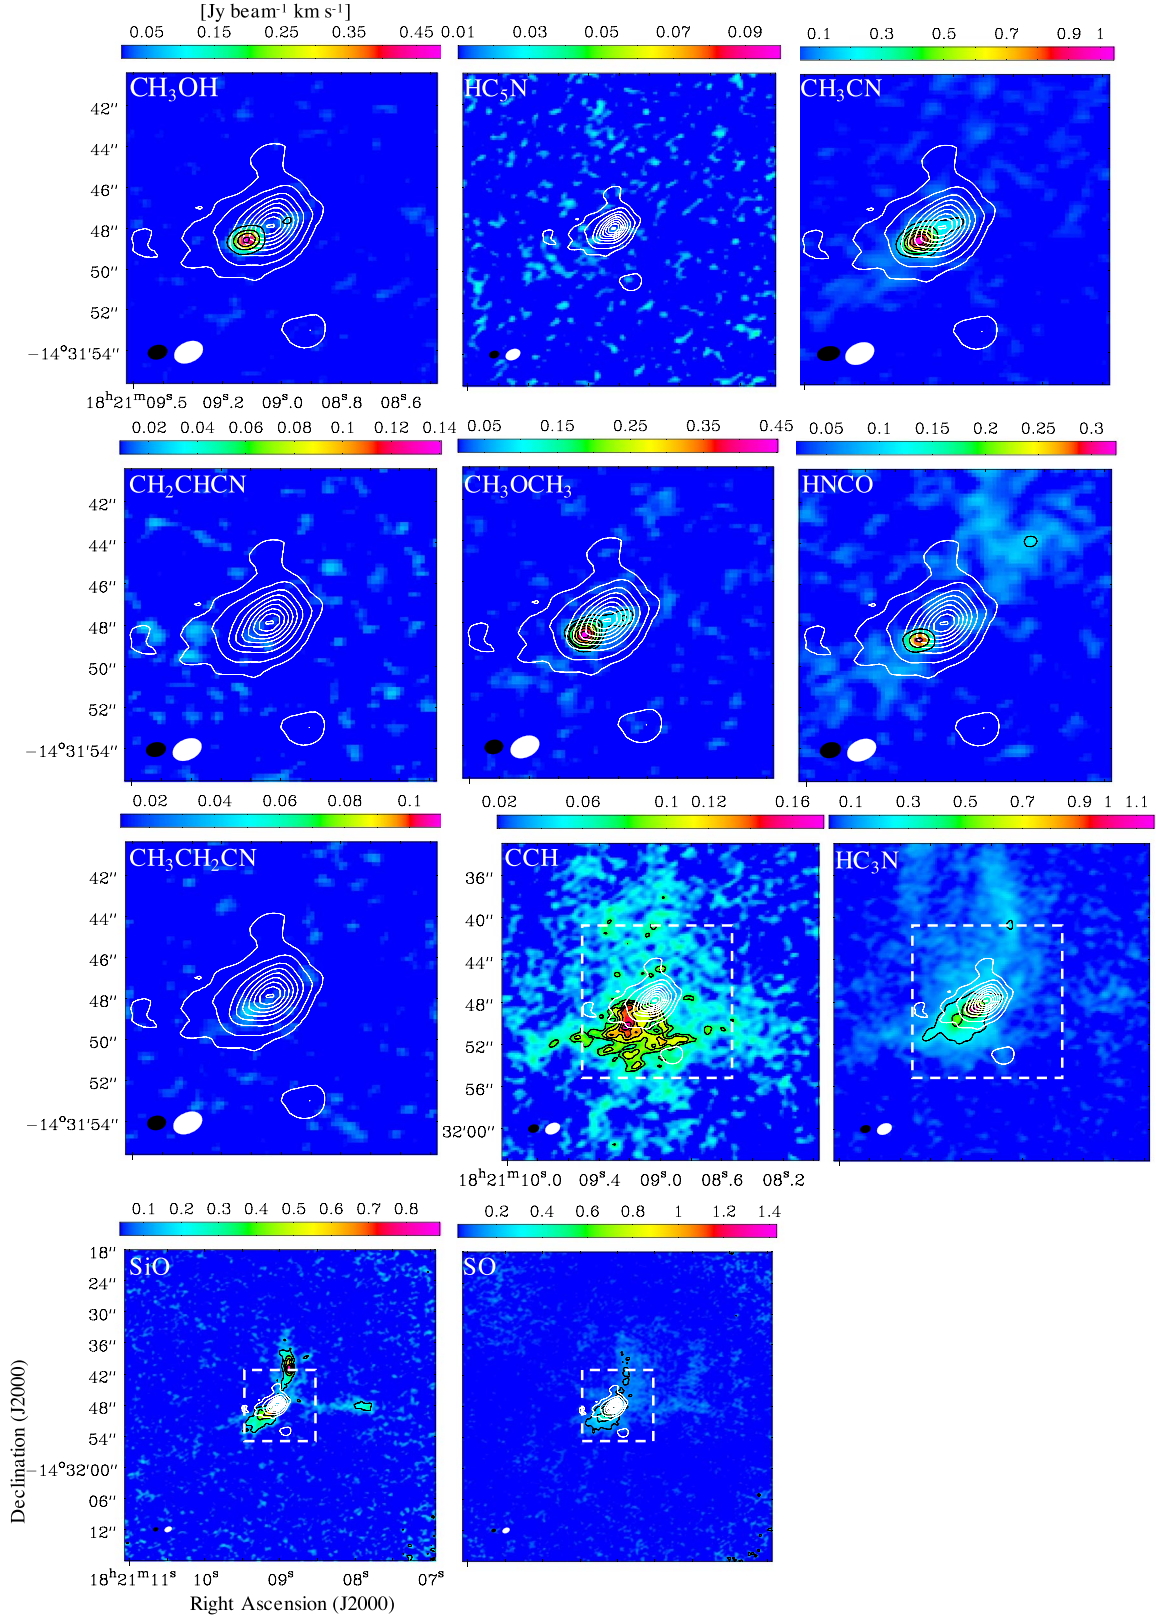 [Jy beam⁻¹ km s⁻¹]
0.05 0.15 0.25 0.35 0.45 0.01 0.03 0.05 0.07 0.09 0.1 0.3 0.5 0.7 0.9 1
CH₃OH HC₅N CH₃CN
42''
44''
46''
48''
50''
52''
−14°31'54''
18ʰ21ᵐ09ˢ.5 09ˢ.2 09ˢ.0 08ˢ.8 08ˢ.6
0.02 0.04 0.06 0.08 0.1 0.12 0.14 0.05 0.15 0.25 0.35 0.45 0.05 0.1 0.15 0.2 0.25 0.3
CH₂CHCN CH₃OCH₃ HNCO
42''
44''
46''
48''
50''
52''
−14°31'54''
0.02 0.04 0.06 0.08 0.1 0.02 0.06 0.1 0.12 0.16 0.1 0.3 0.5 0.7 0.9 1 1.1
CH₃CH₂CN CCH HC₃N
42'' 36''
44'' 40''
46'' 44''
48'' 48''
50'' 52''
52'' 56''
−14°31'54'' 32'00''
18ʰ21ᵐ10ˢ.0 09ˢ.4 09ˢ.0 08ˢ.6 08ˢ.2
0.1 0.2 0.3 0.4 0.5 0.6 0.7 0.8 0.2 0.4 0.6 0.8 1 1.2 1.4
SiO SO
18''
24''
30''
36''
42''
48''
54''
−14°32'00''
06''
12''
18ʰ21ᵐ11ˢ 10ˢ 09ˢ 08ˢ 07ˢ
Declination (J2000)
Right Ascension (J2000)